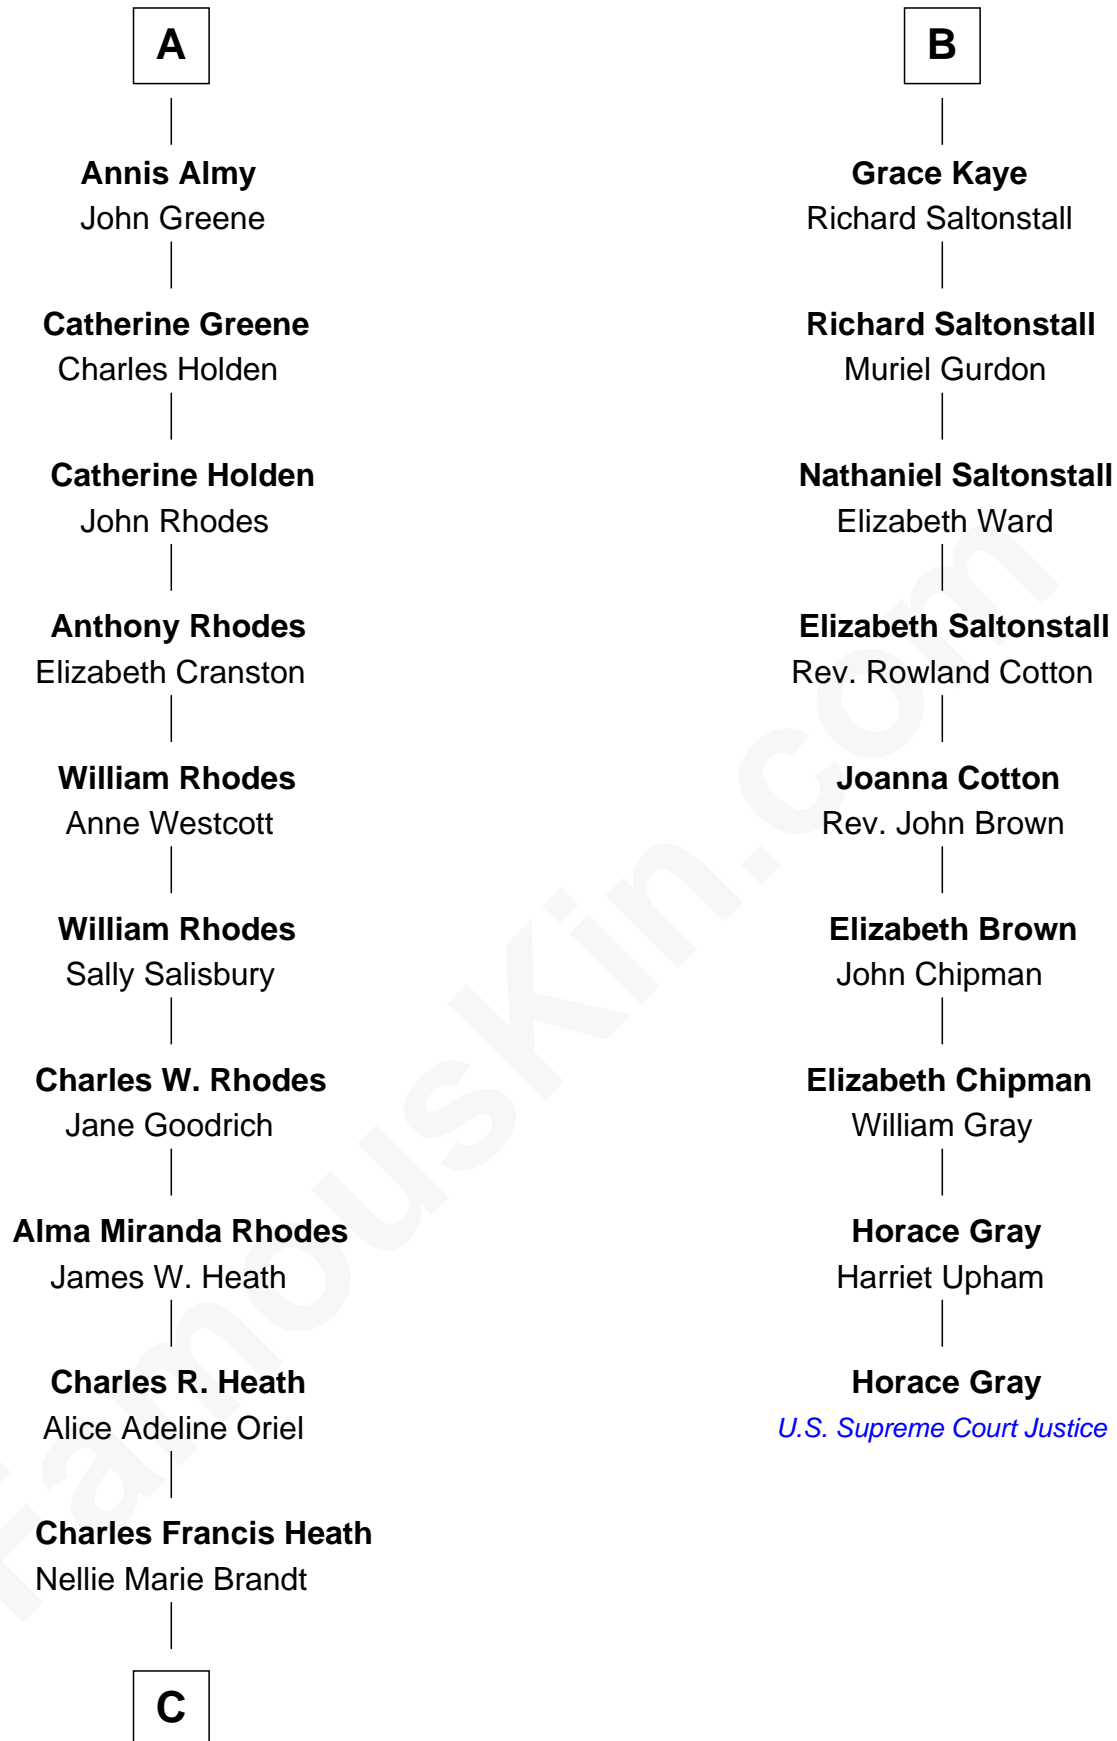 A
Annis Almy
John Greene
Catherine Greene
Charles Holden
Catherine Holden
John Rhodes
Anthony Rhodes
Elizabeth Cranston
William Rhodes
Anne Westcott
William Rhodes
Sally Salisbury
Charles W. Rhodes
Jane Goodrich
Alma Miranda Rhodes
James W. Heath
Charles R. Heath
Alice Adeline Oriel
Charles Francis Heath
Nellie Marie Brandt
C
B
Grace Kaye
Richard Saltonstall
Richard Saltonstall
Muriel Gurdon
Nathaniel Saltonstall
Elizabeth Ward
Elizabeth Saltonstall
Rev. Rowland Cotton
Joanna Cotton
Rev. John Brown
Elizabeth Brown
John Chipman
Elizabeth Chipman
William Gray
Horace Gray
Harriet Upham
Horace Gray
U.S. Supreme Court Justice
FamousKin.com